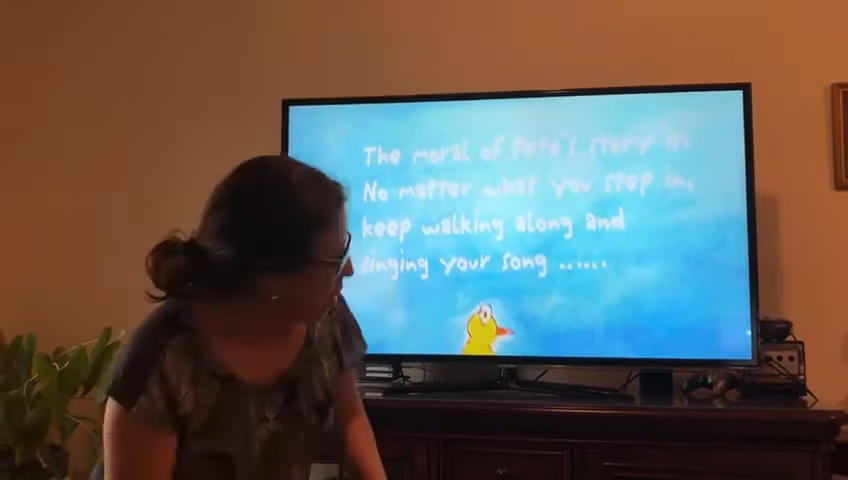 The moral of Pete's story is:
No matter what you step in,
keep walking along and
singing your song ......